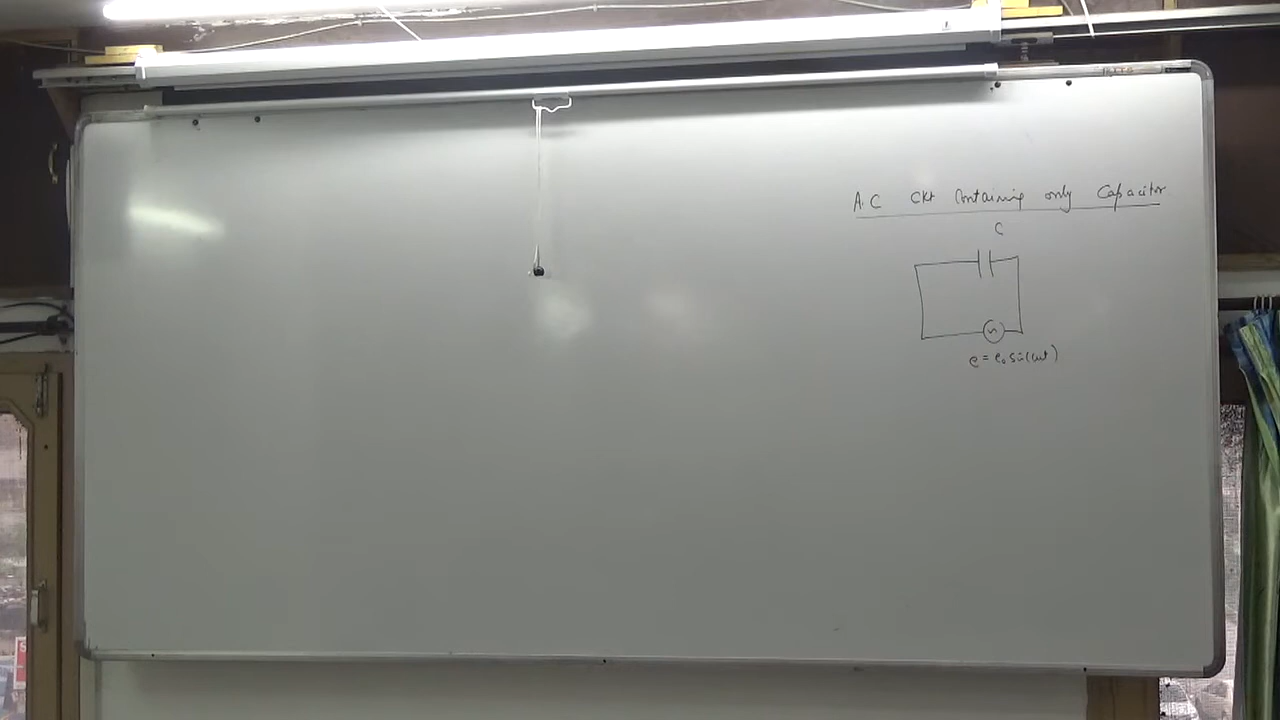 A.C Ckt Containing only Capacitor
C
e = e₀ sin(ωt)